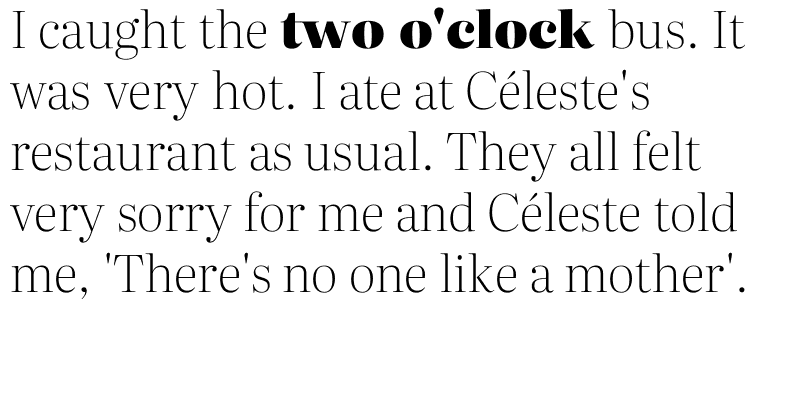 I caught the two o'clock bus. It
was very hot. I ate at Céleste's
restaurant as usual. They all felt
very sorry for me and Céleste told
me, 'There's no one like a mother'.